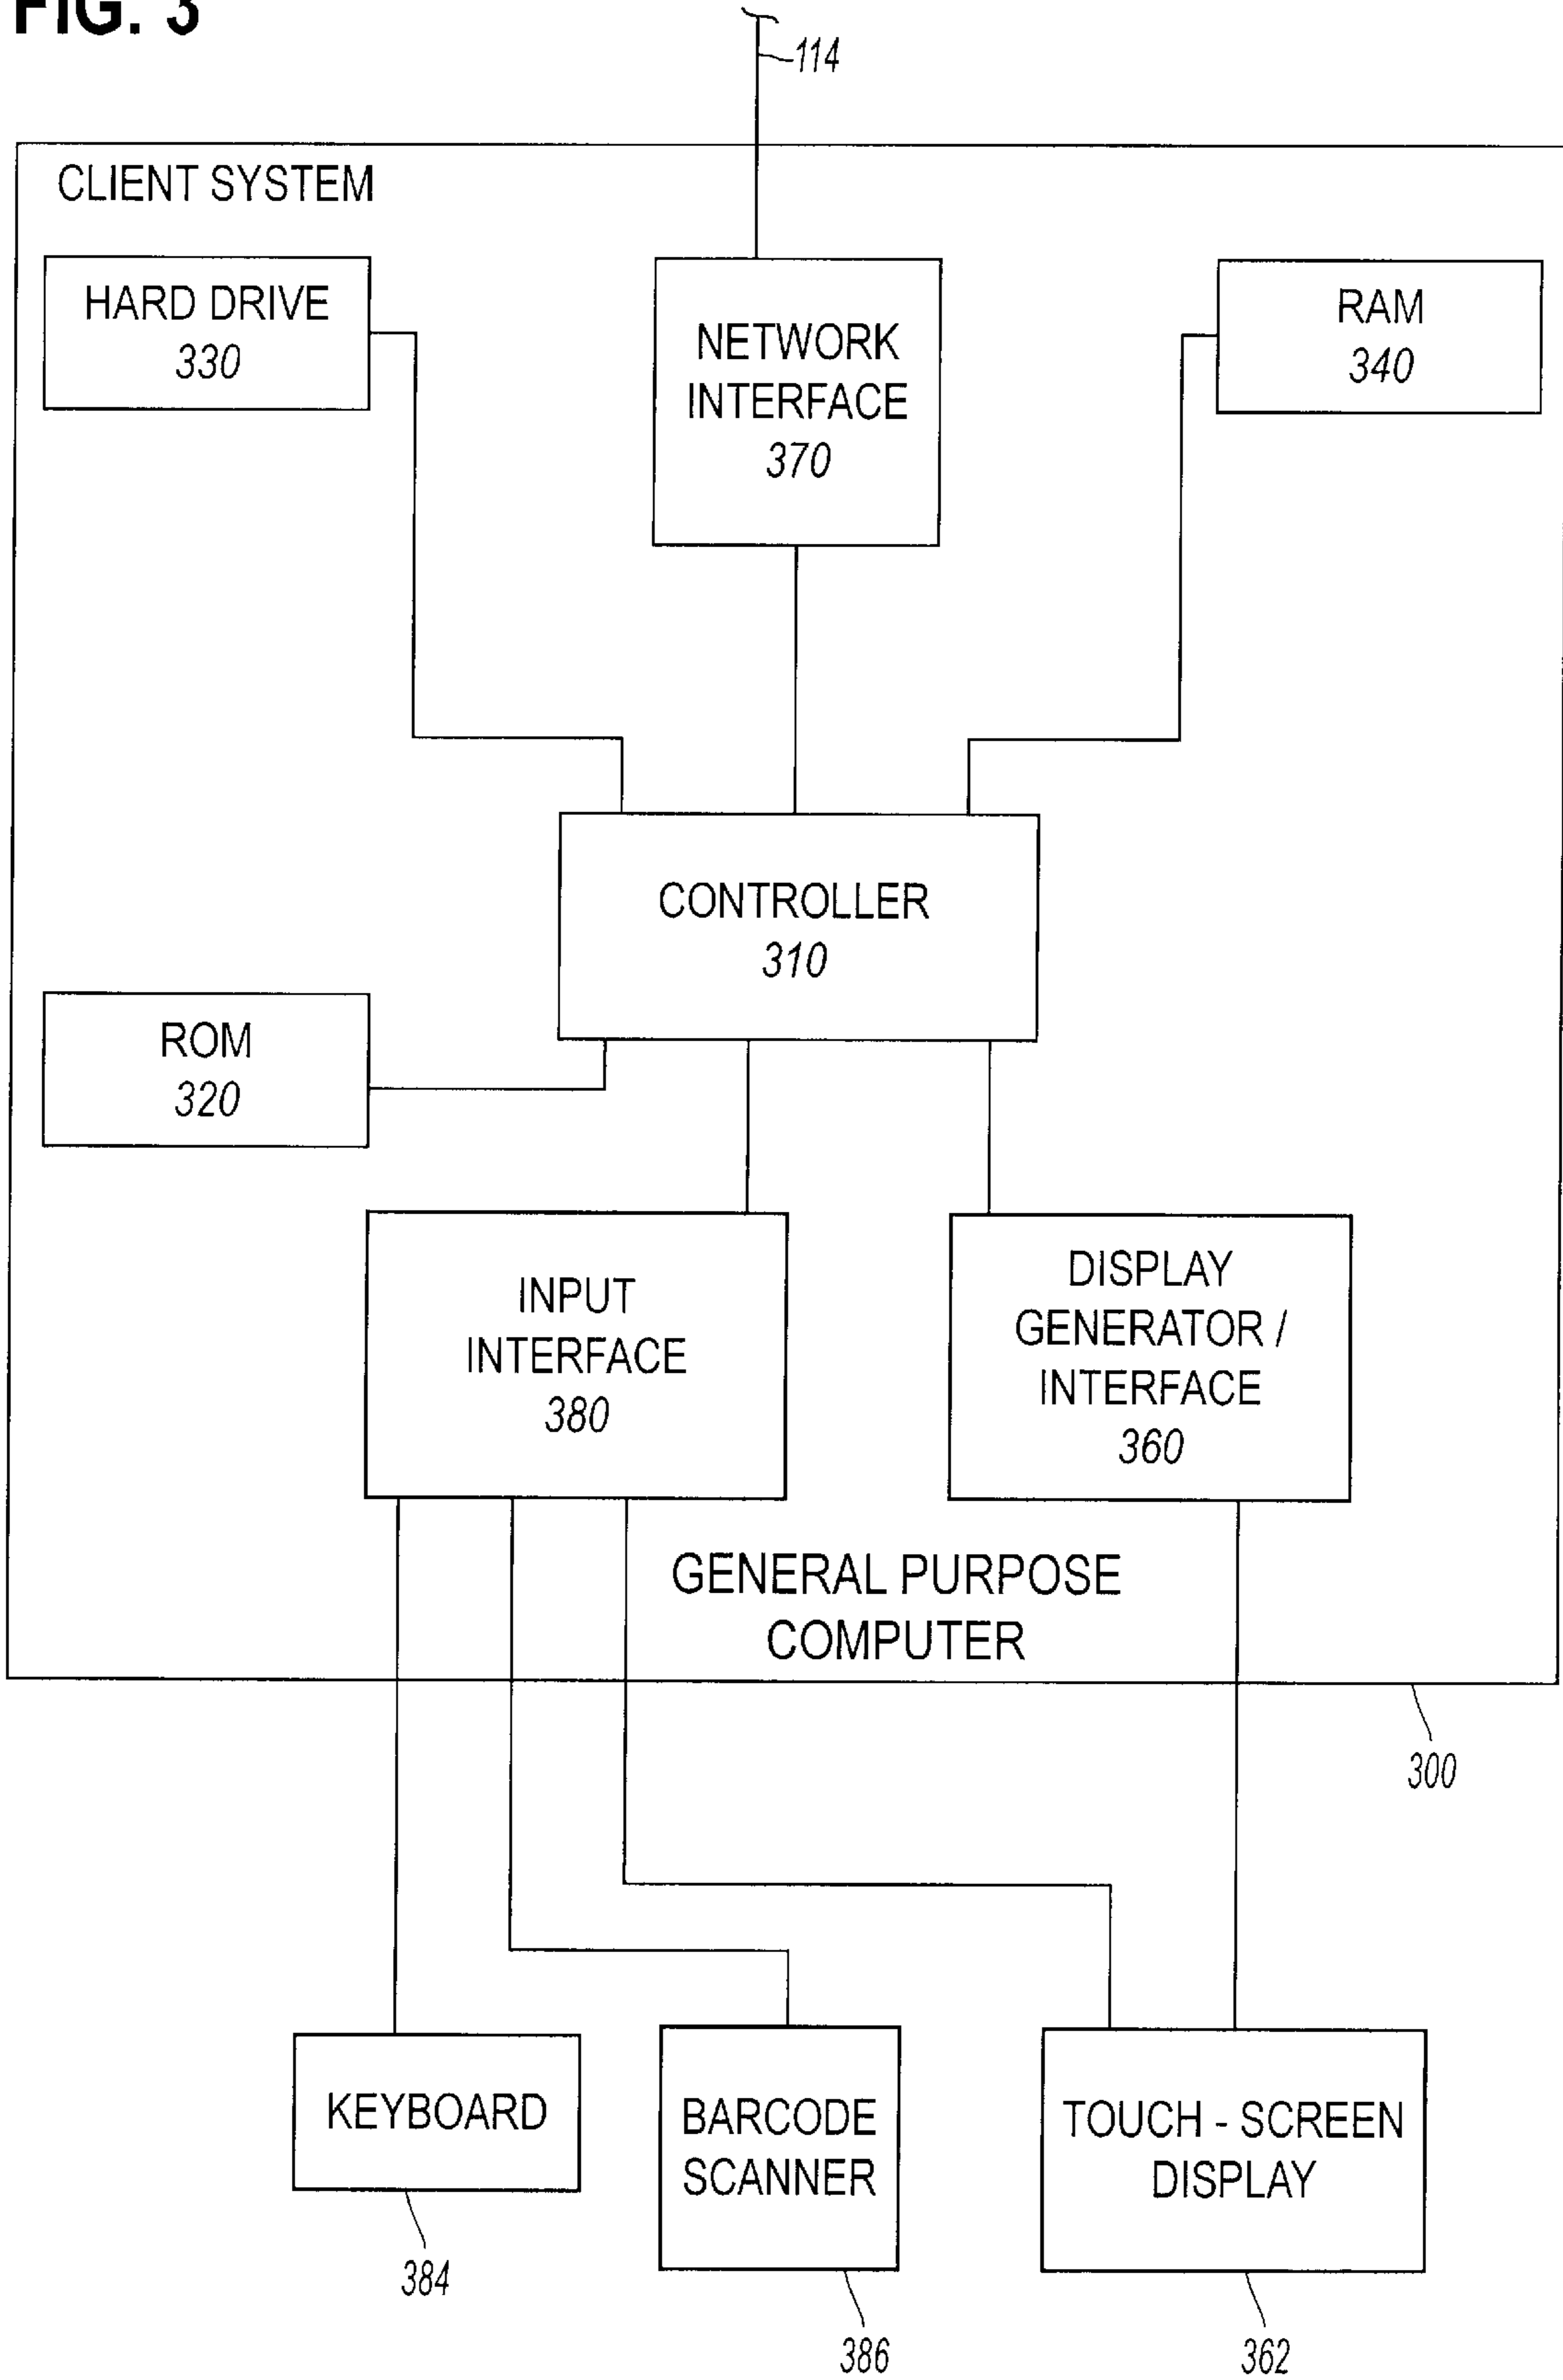 FIG. 3
114
CLIENT SYSTEM
HARD DRIVE
330
NETWORK
INTERFACE
370
RAM
340
CONTROLLER
310
ROM
320
INPUT
INTERFACE
380
DISPLAY
GENERATOR /
INTERFACE
360
GENERAL PURPOSE
COMPUTER
300
KEYBOARD
384
BARCODE
SCANNER
386
TOUCH - SCREEN
DISPLAY
362